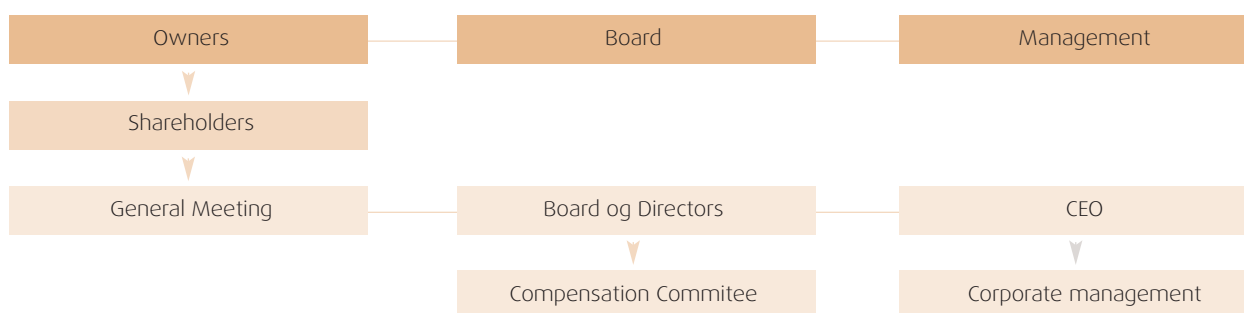 Owners
Board
Management
Shareholders
General Meeting
Board og Directors
CEO
Compensation Commitee
Corporate management